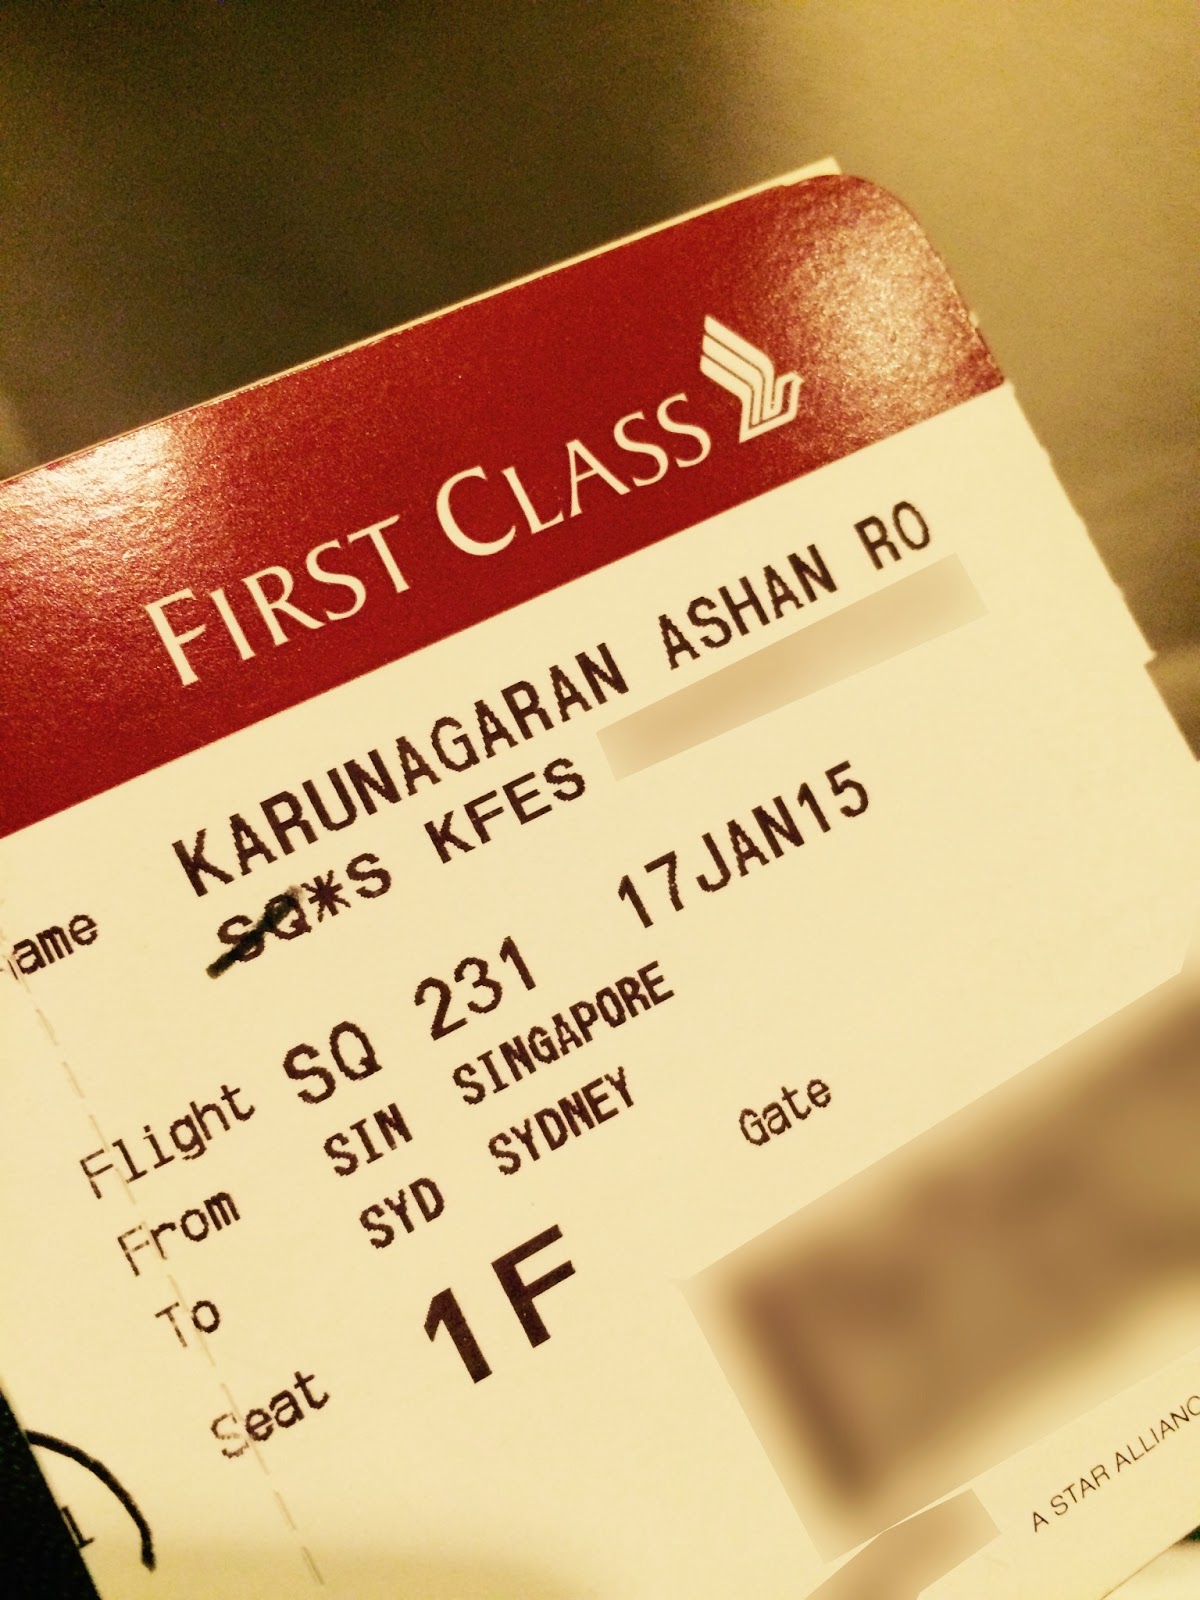 FIRST CLASS
KARUNAGARAN ASHAN RO
ame SQ*S KFES
Flight SQ 231 17JAN15
From SIN SINGAPORE
To SYD SYDNEY Gate
Seat 1F
A STAR ALLIANC